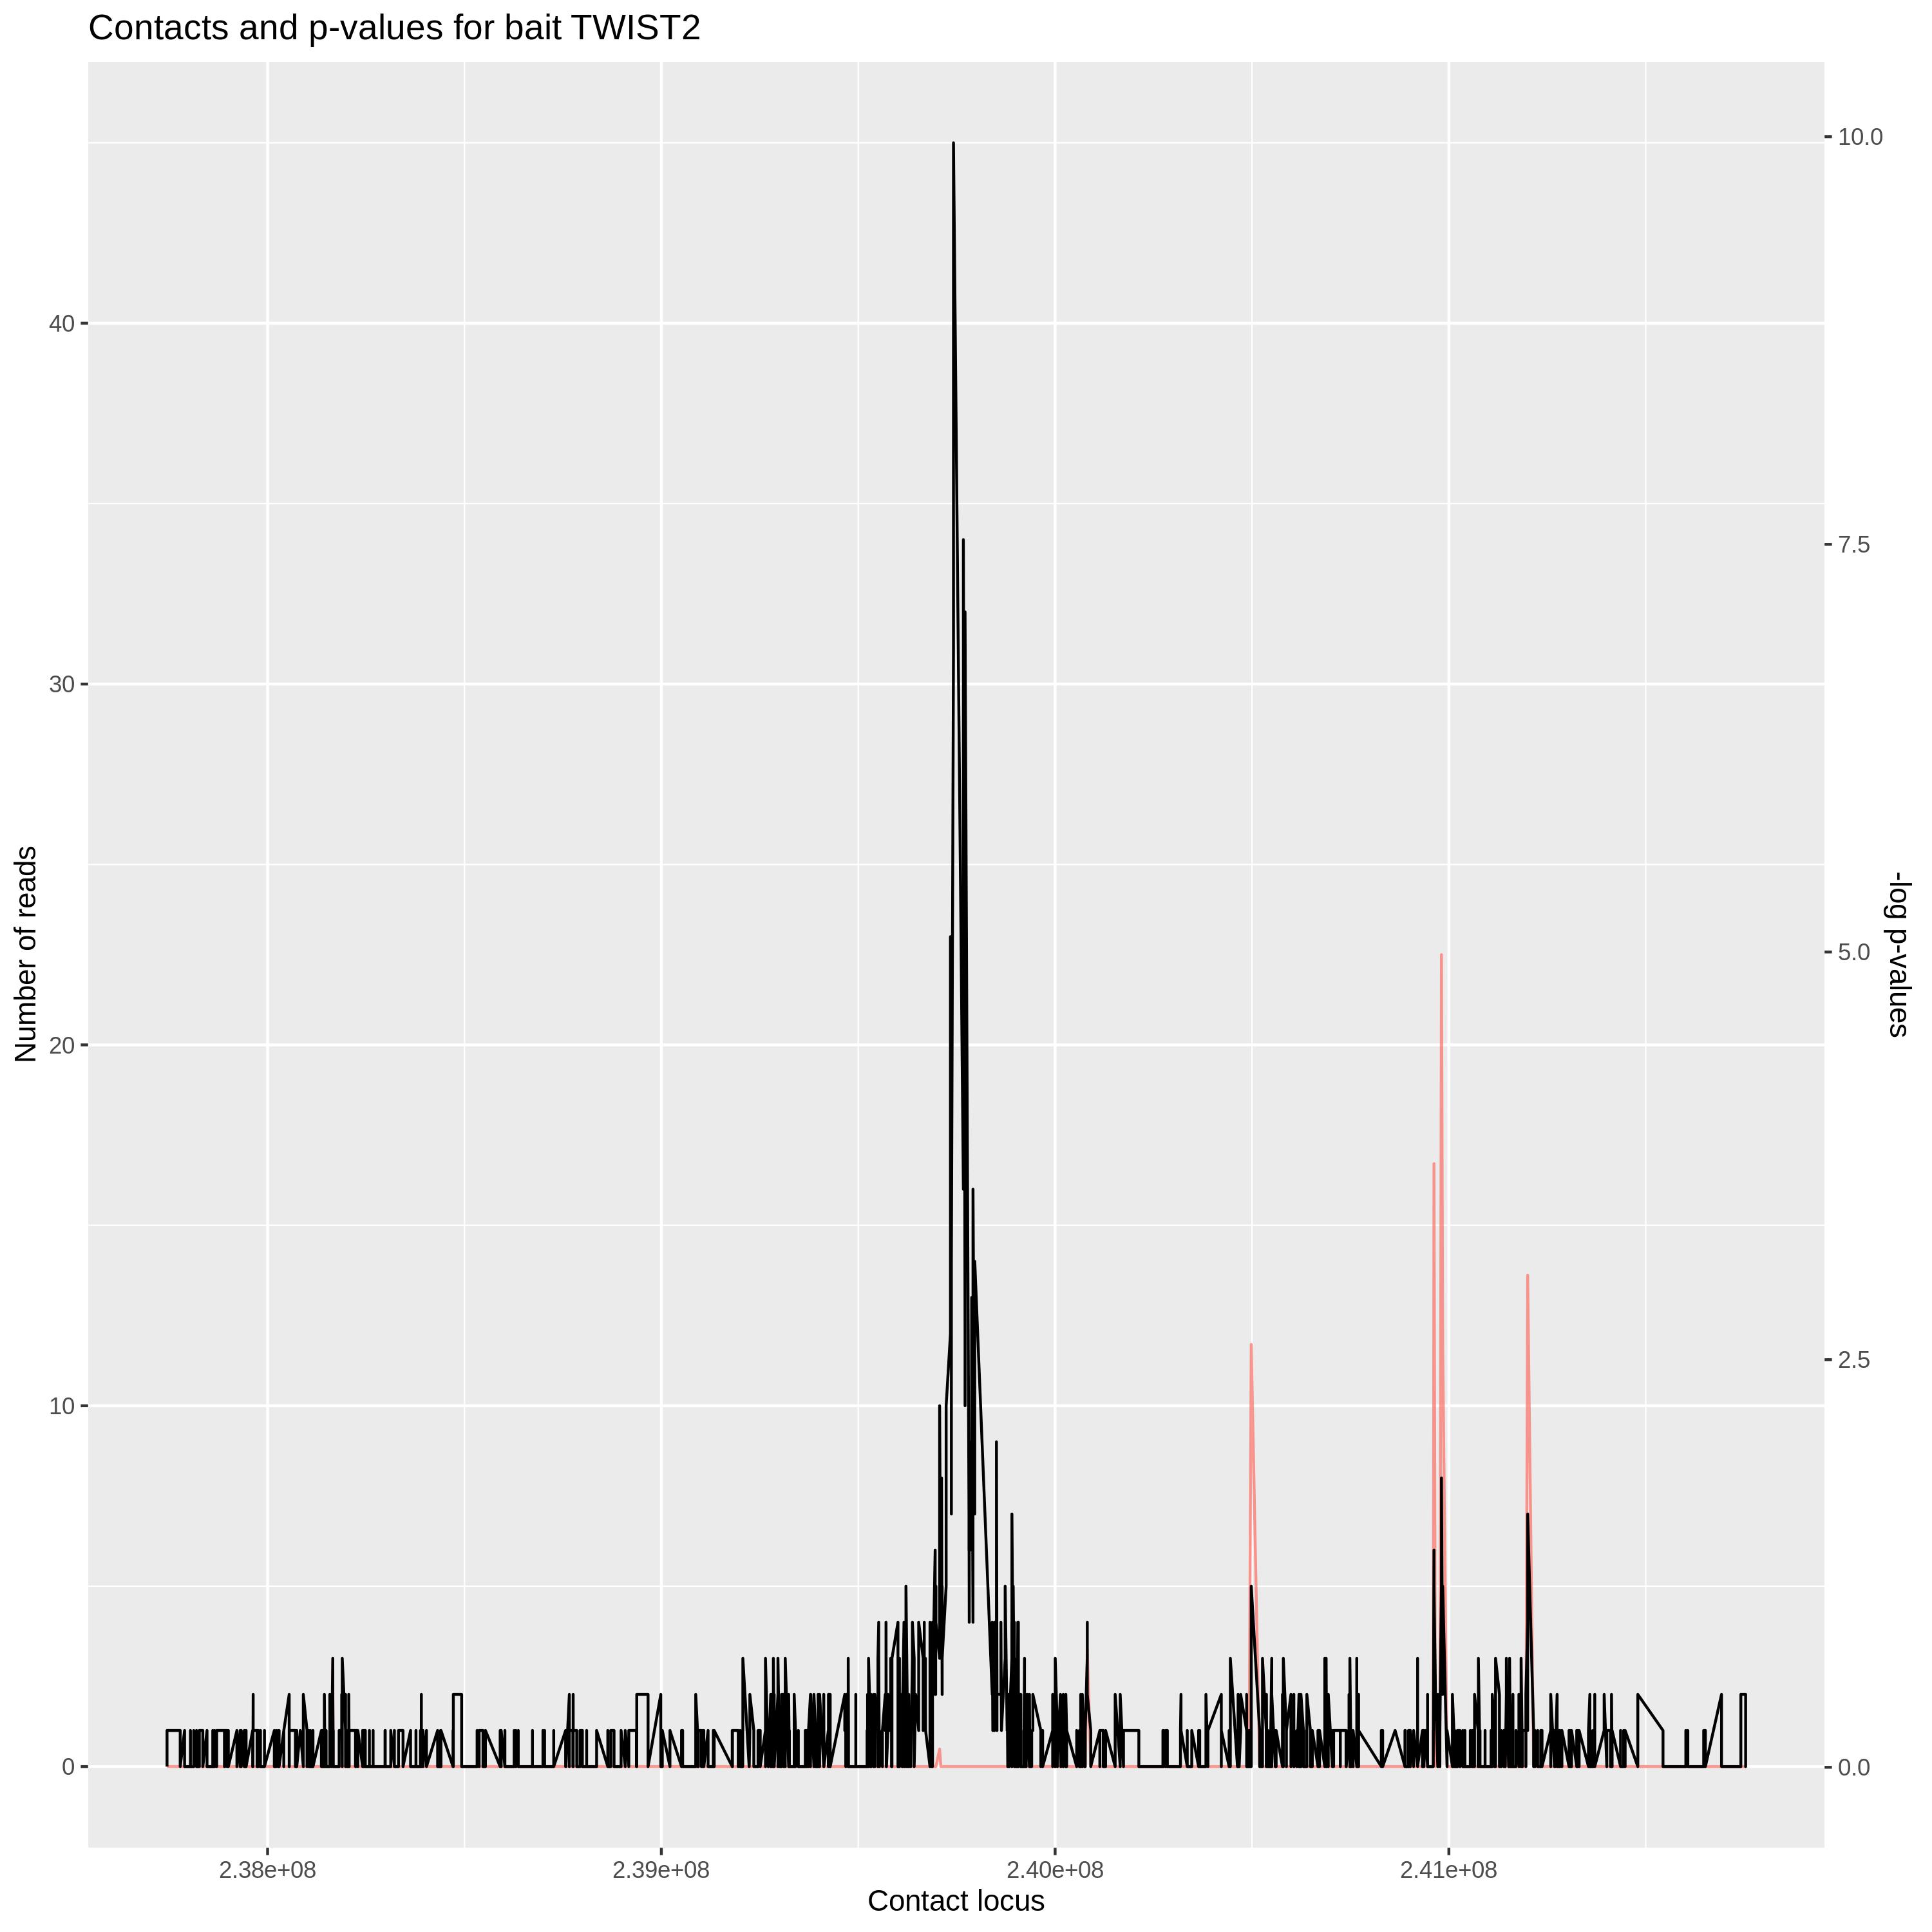 Contacts and p-values for bait TWIST2
Number of reads
40
30
20
10
0
10.0
7.5
5.0
2.5
0.0
-log p-values
2.38e+08
2.39e+08
2.40e+08
2.41e+08
Contact locus